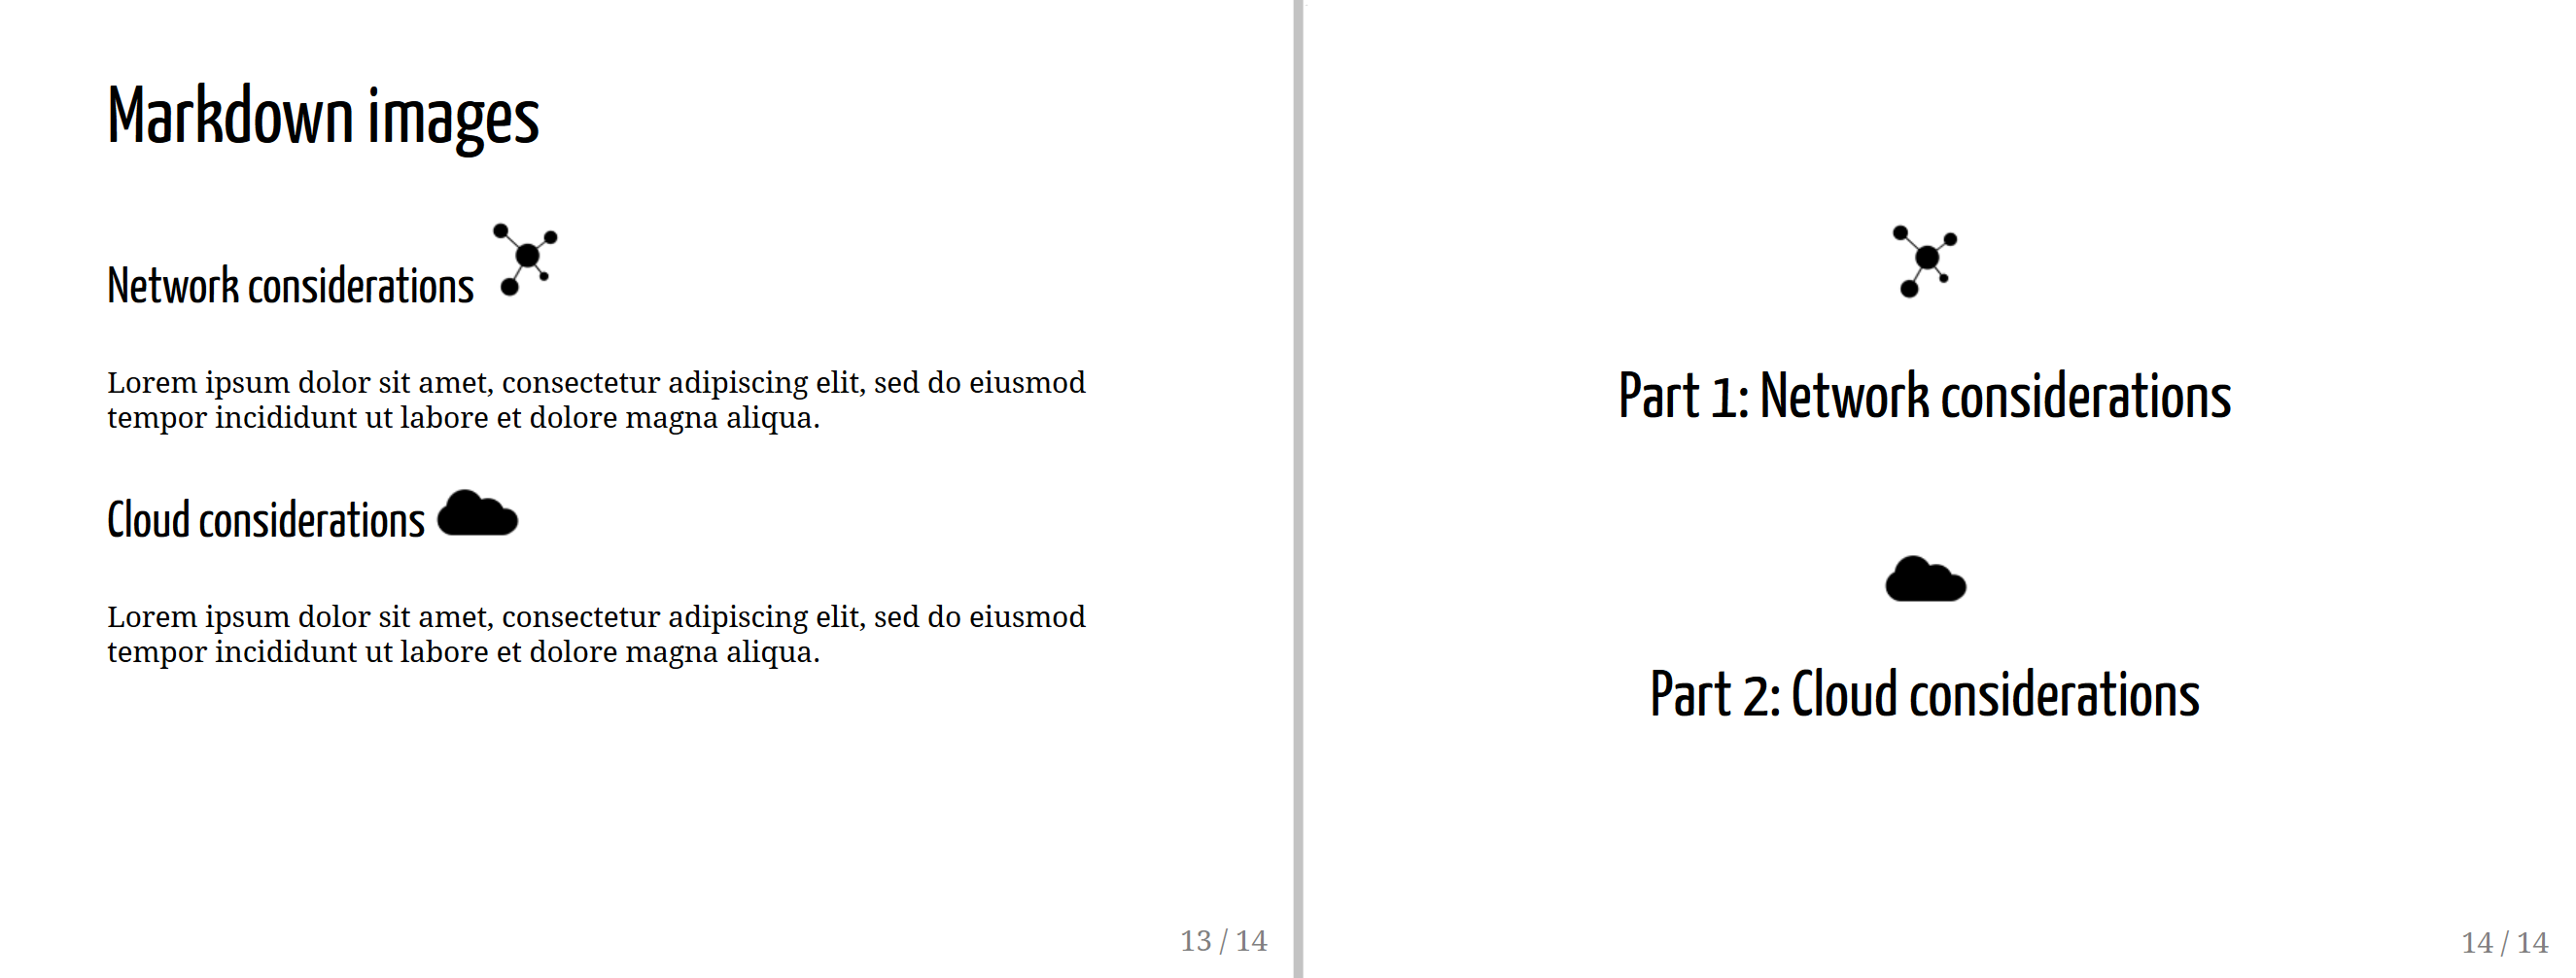 Markdown images
Network considerations
Lorem ipsum dolor sit amet, consectetur adipiscing elit, sed do eiusmod
tempor incididunt ut labore et dolore magna aliqua.
Cloud considerations
Lorem ipsum dolor sit amet, consectetur adipiscing elit, sed do eiusmod
tempor incididunt ut labore et dolore magna aliqua.
13 / 14
Part 1: Network considerations
Part 2: Cloud considerations
14 / 14